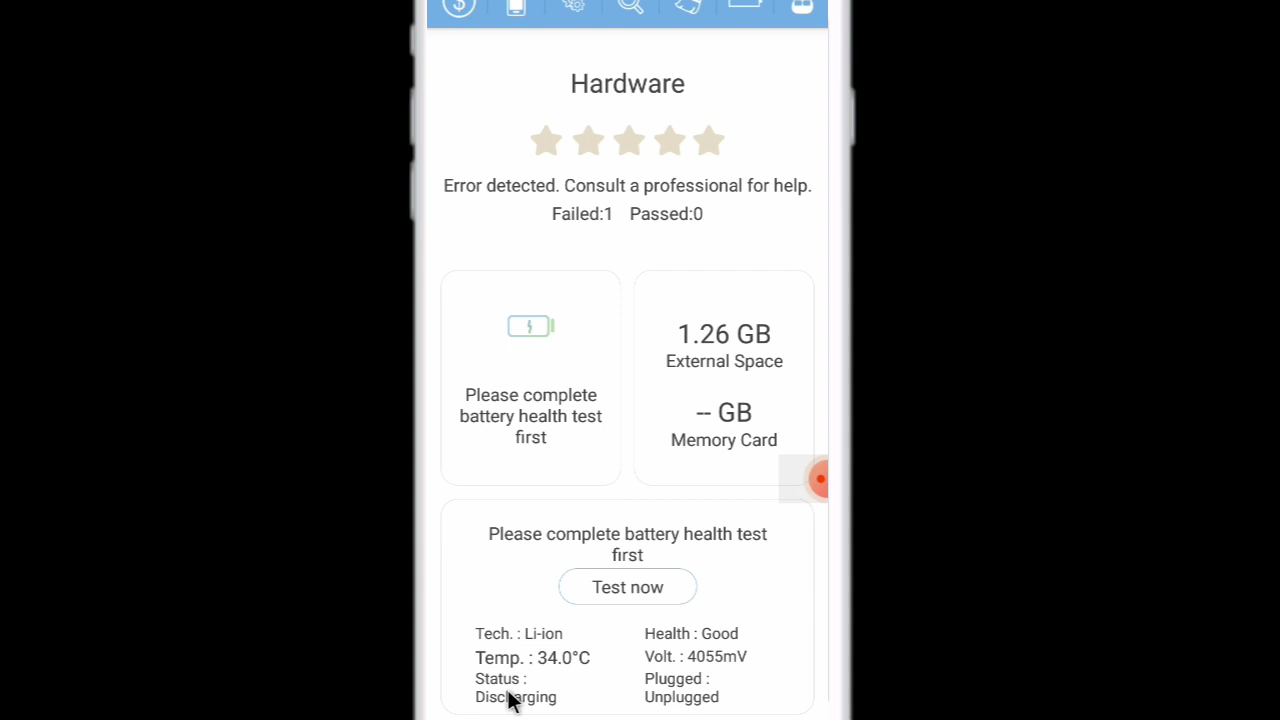 Hardware
Error detected. Consult a professional for help.
Failed:1 Passed:0
Please complete
battery health test
first
1.26 GB
External Space
-- GB
Memory Card
Please complete battery health test
first
Test now
Tech. : Li-ion
Health : Good
Temp. : 34.0°C
Volt. : 4055mV
Status :
Discharging
Plugged :
Unplugged